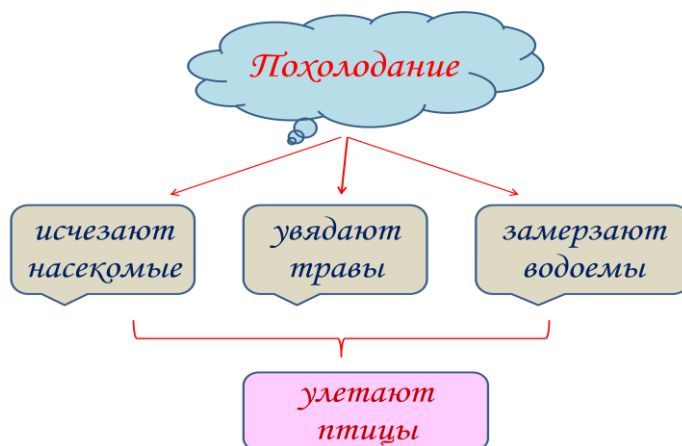 Похолодание
исчезают
насекомые
увядают
травы
замерзают
водоемы
улетают
птицы